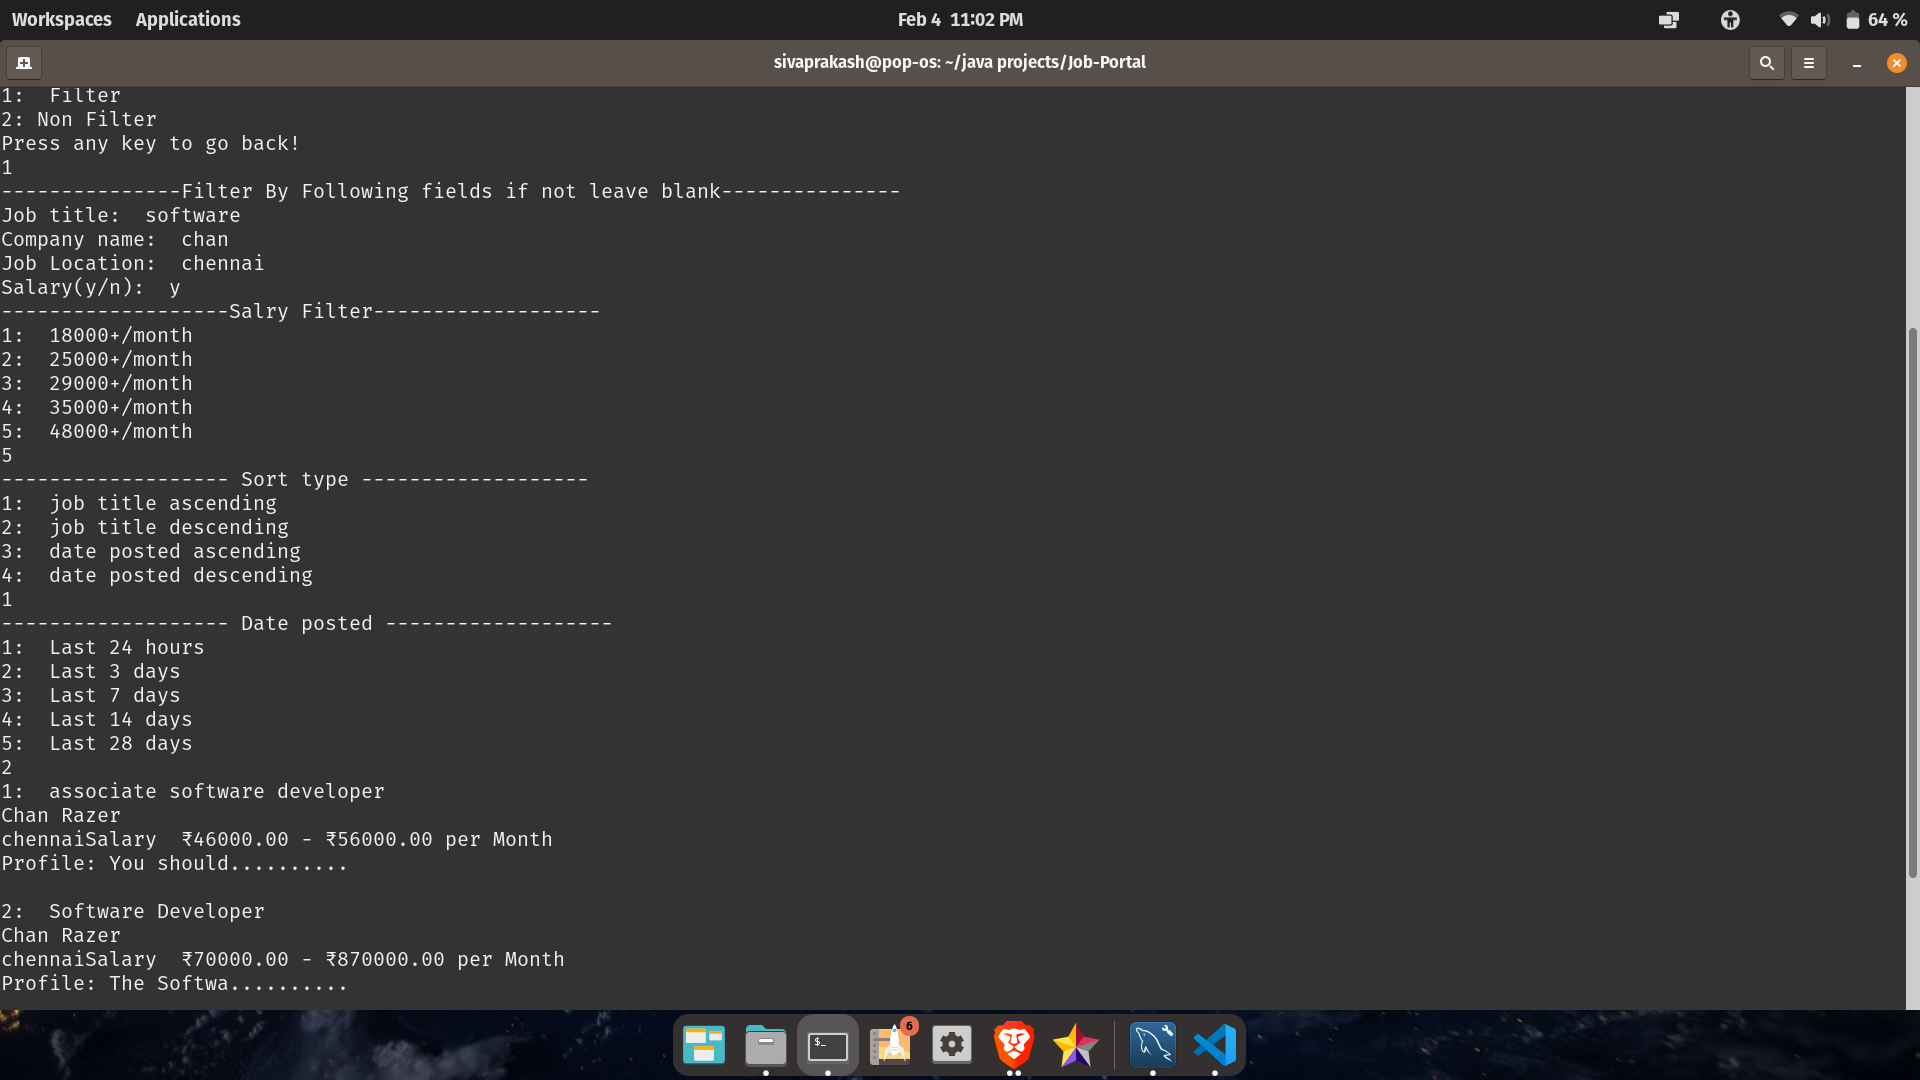 Workspaces Applications Feb 4 11:02 PM 64 %
sivaprakash@pop-os: ~/java projects/Job-Portal
1:  Filter
2: Non Filter
Press any key to go back!
1
---------------Filter By Following fields if not leave blank---------------
Job title:  software
Company name:  chan
Job Location:  chennai
Salary(y/n):  y
-------------------Salry Filter-------------------
1:  18000+/month
2:  25000+/month
3:  29000+/month
4:  35000+/month
5:  48000+/month
5
------------------- Sort type -------------------
1:  job title ascending
2:  job title descending
3:  date posted ascending
4:  date posted descending
1
------------------- Date posted -------------------
1:  Last 24 hours
2:  Last 3 days
3:  Last 7 days
4:  Last 14 days
5:  Last 28 days
2
1:  associate software developer
Chan Razer
chennaiSalary  ₹46000.00 - ₹56000.00 per Month
Profile: You should..........

2:  Software Developer
Chan Razer
chennaiSalary  ₹70000.00 - ₹870000.00 per Month
Profile: The Softwa..........
$_
6